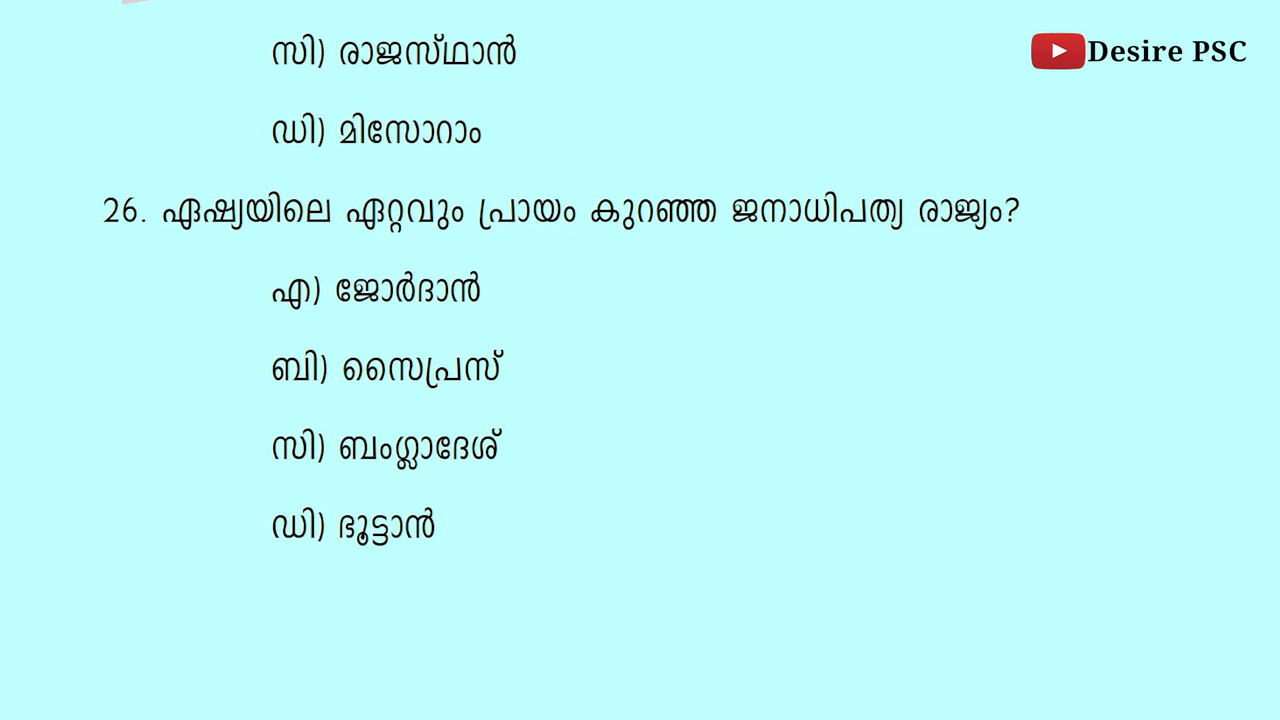 സി) രാജസ്ഥാൻ
Desire PSC
ഡി) മിസോറാം
26. ഏഷ്യയിലെ ഏറ്റവും പ്രായം കുറഞ്ഞ ജനാധിപത്യ രാജ്യം?
എ) ജോർദാൻ
ബി) സൈപ്രസ്
സി) ബംഗ്ലാദേശ്
ഡി) ഭൂട്ടാൻ